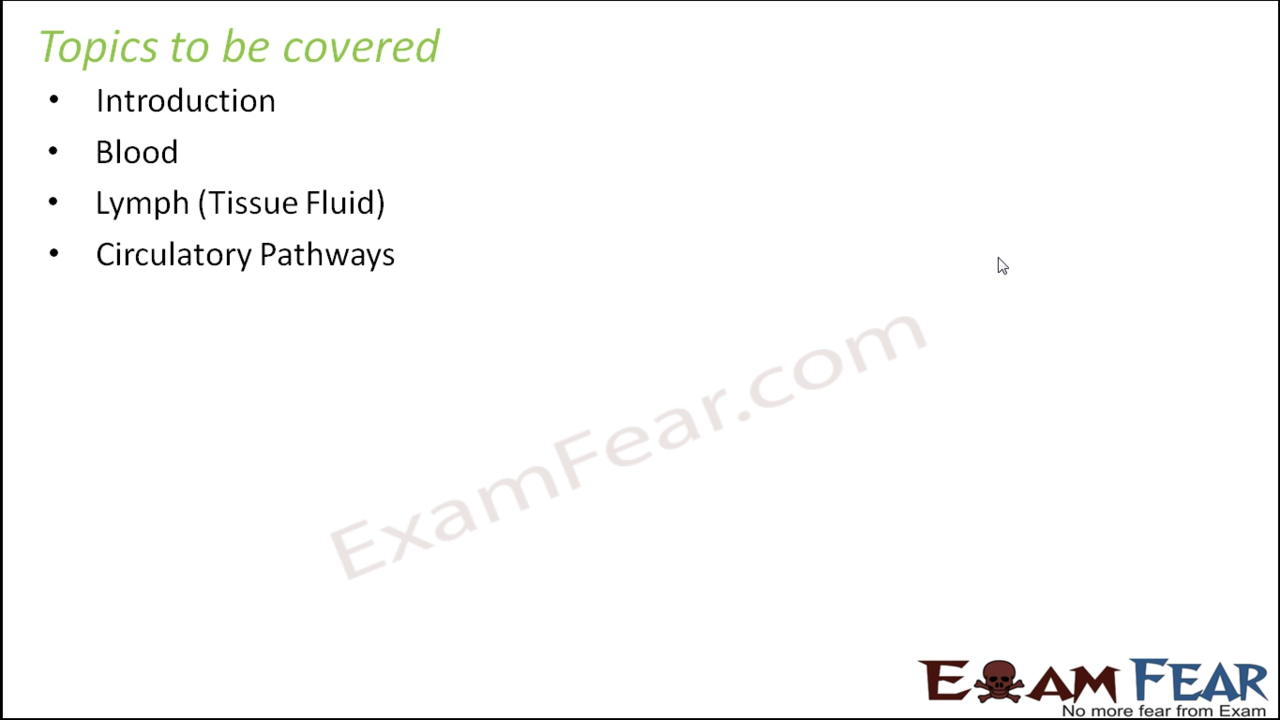 Topics to be covered
• Introduction
• Blood
• Lymph (Tissue Fluid)
• Circulatory Pathways
ExamFear.com
EXAM FEAR
No more fear from Exam